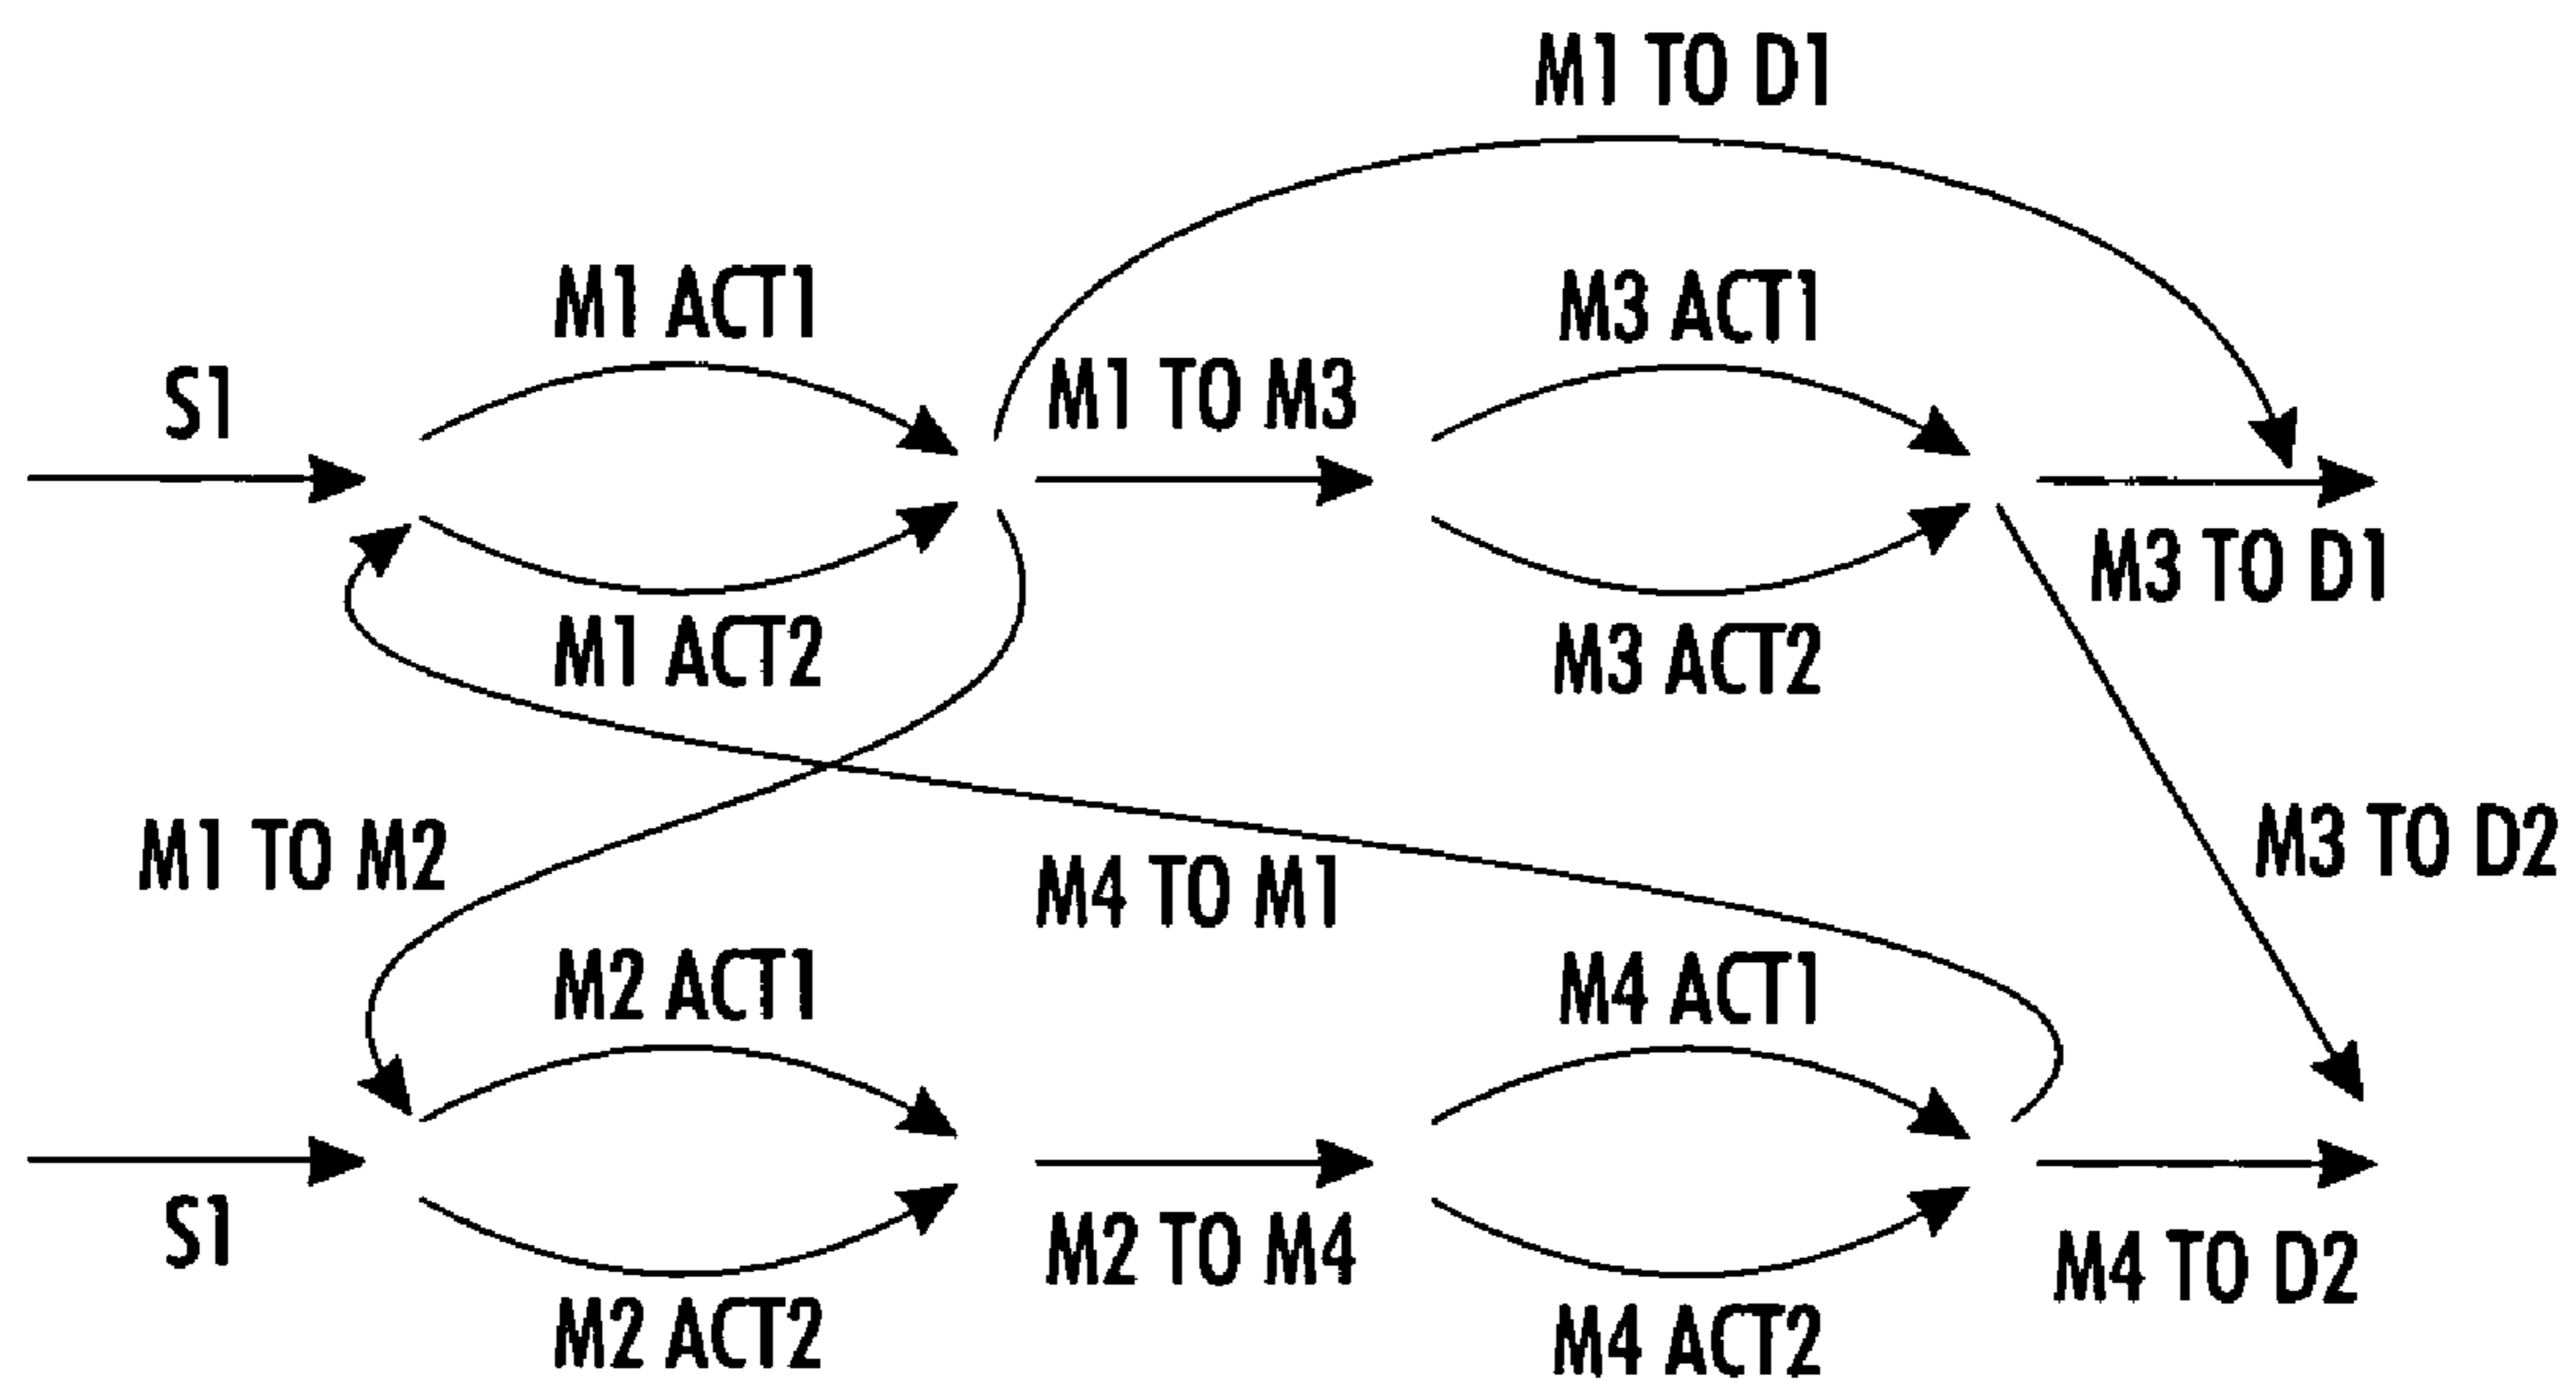 M1 TO D1
M1 ACT1
M3 ACT1
S1
M1 TO M3
M3 TO D1
M1 ACT2
M3 ACT2
M1 TO M2
M4 TO M1
M3 TO D2
M2 ACT1
M4 ACT1
S1
M2 TO M4
M4 TO D2
M2 ACT2
M4 ACT2